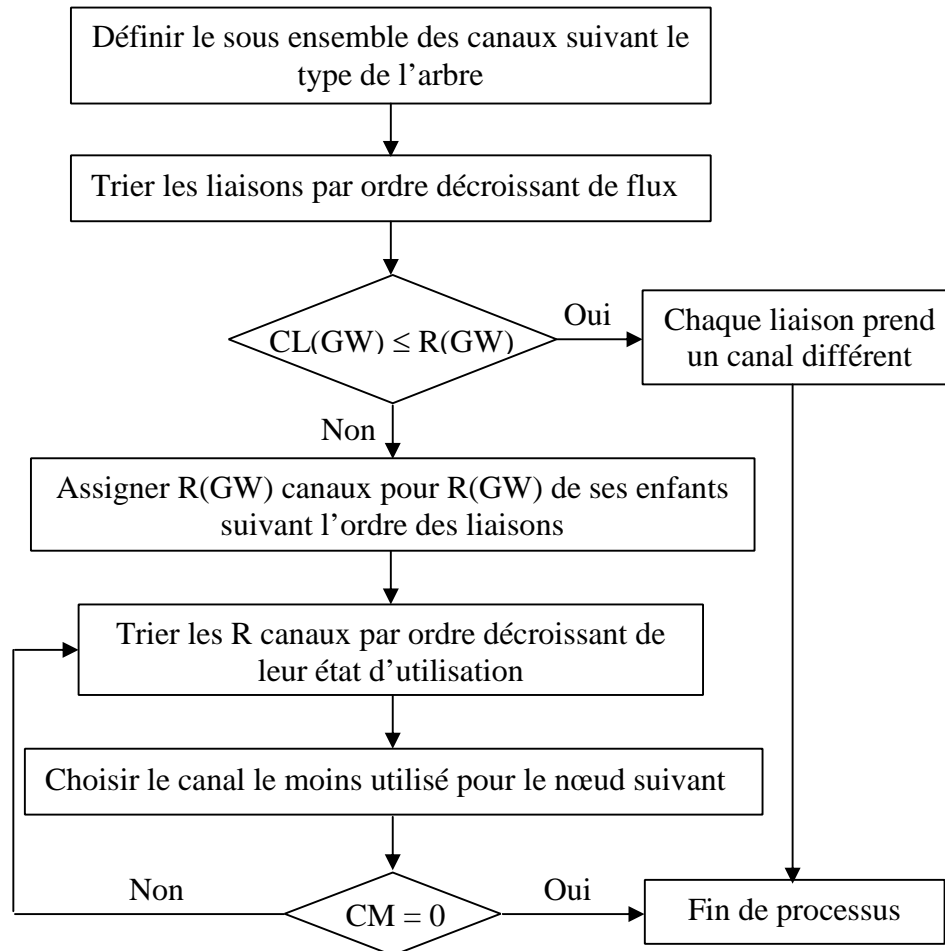 Définir le sous ensemble des canaux suivant le
type de l’arbre
Trier les liaisons par ordre décroissant de flux
CL(GW) ≤ R(GW)
Oui
Chaque liaison prend
un canal différent
Non
Assigner R(GW) canaux pour R(GW) de ses enfants
suivant l’ordre des liaisons
Trier les R canaux par ordre décroissant de
leur état d’utilisation
Choisir le canal le moins utilisé pour le nœud suivant
Non
CM = 0
Oui
Fin de processus